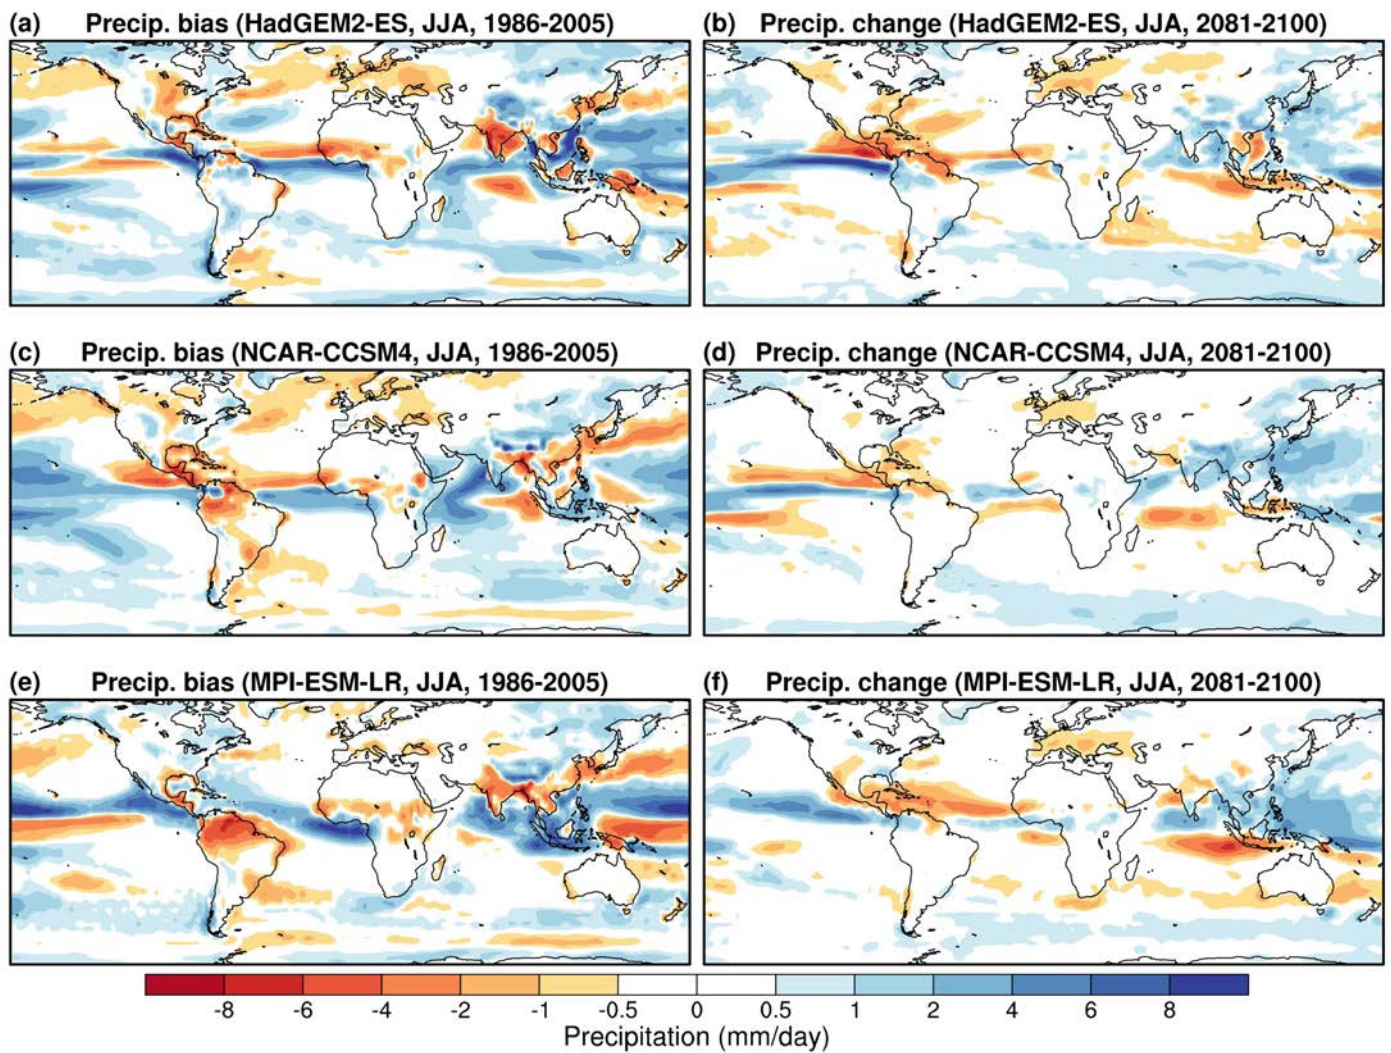 (a) Precip. bias (HadGEM2-ES, JJA, 1986-2005)
(b) Precip. change (HadGEM2-ES, JJA, 2081-2100)
(c) Precip. bias (NCAR-CCSM4, JJA, 1986-2005)
(d) Precip. change (NCAR-CCSM4, JJA, 2081-2100)
(e) Precip. bias (MPI-ESM-LR, JJA, 1986-2005)
(f) Precip. change (MPI-ESM-LR, JJA, 2081-2100)
-8 -6 -4 -2 -1 -0.5 0 0.5 1 2 4 6 8
Precipitation (mm/day)